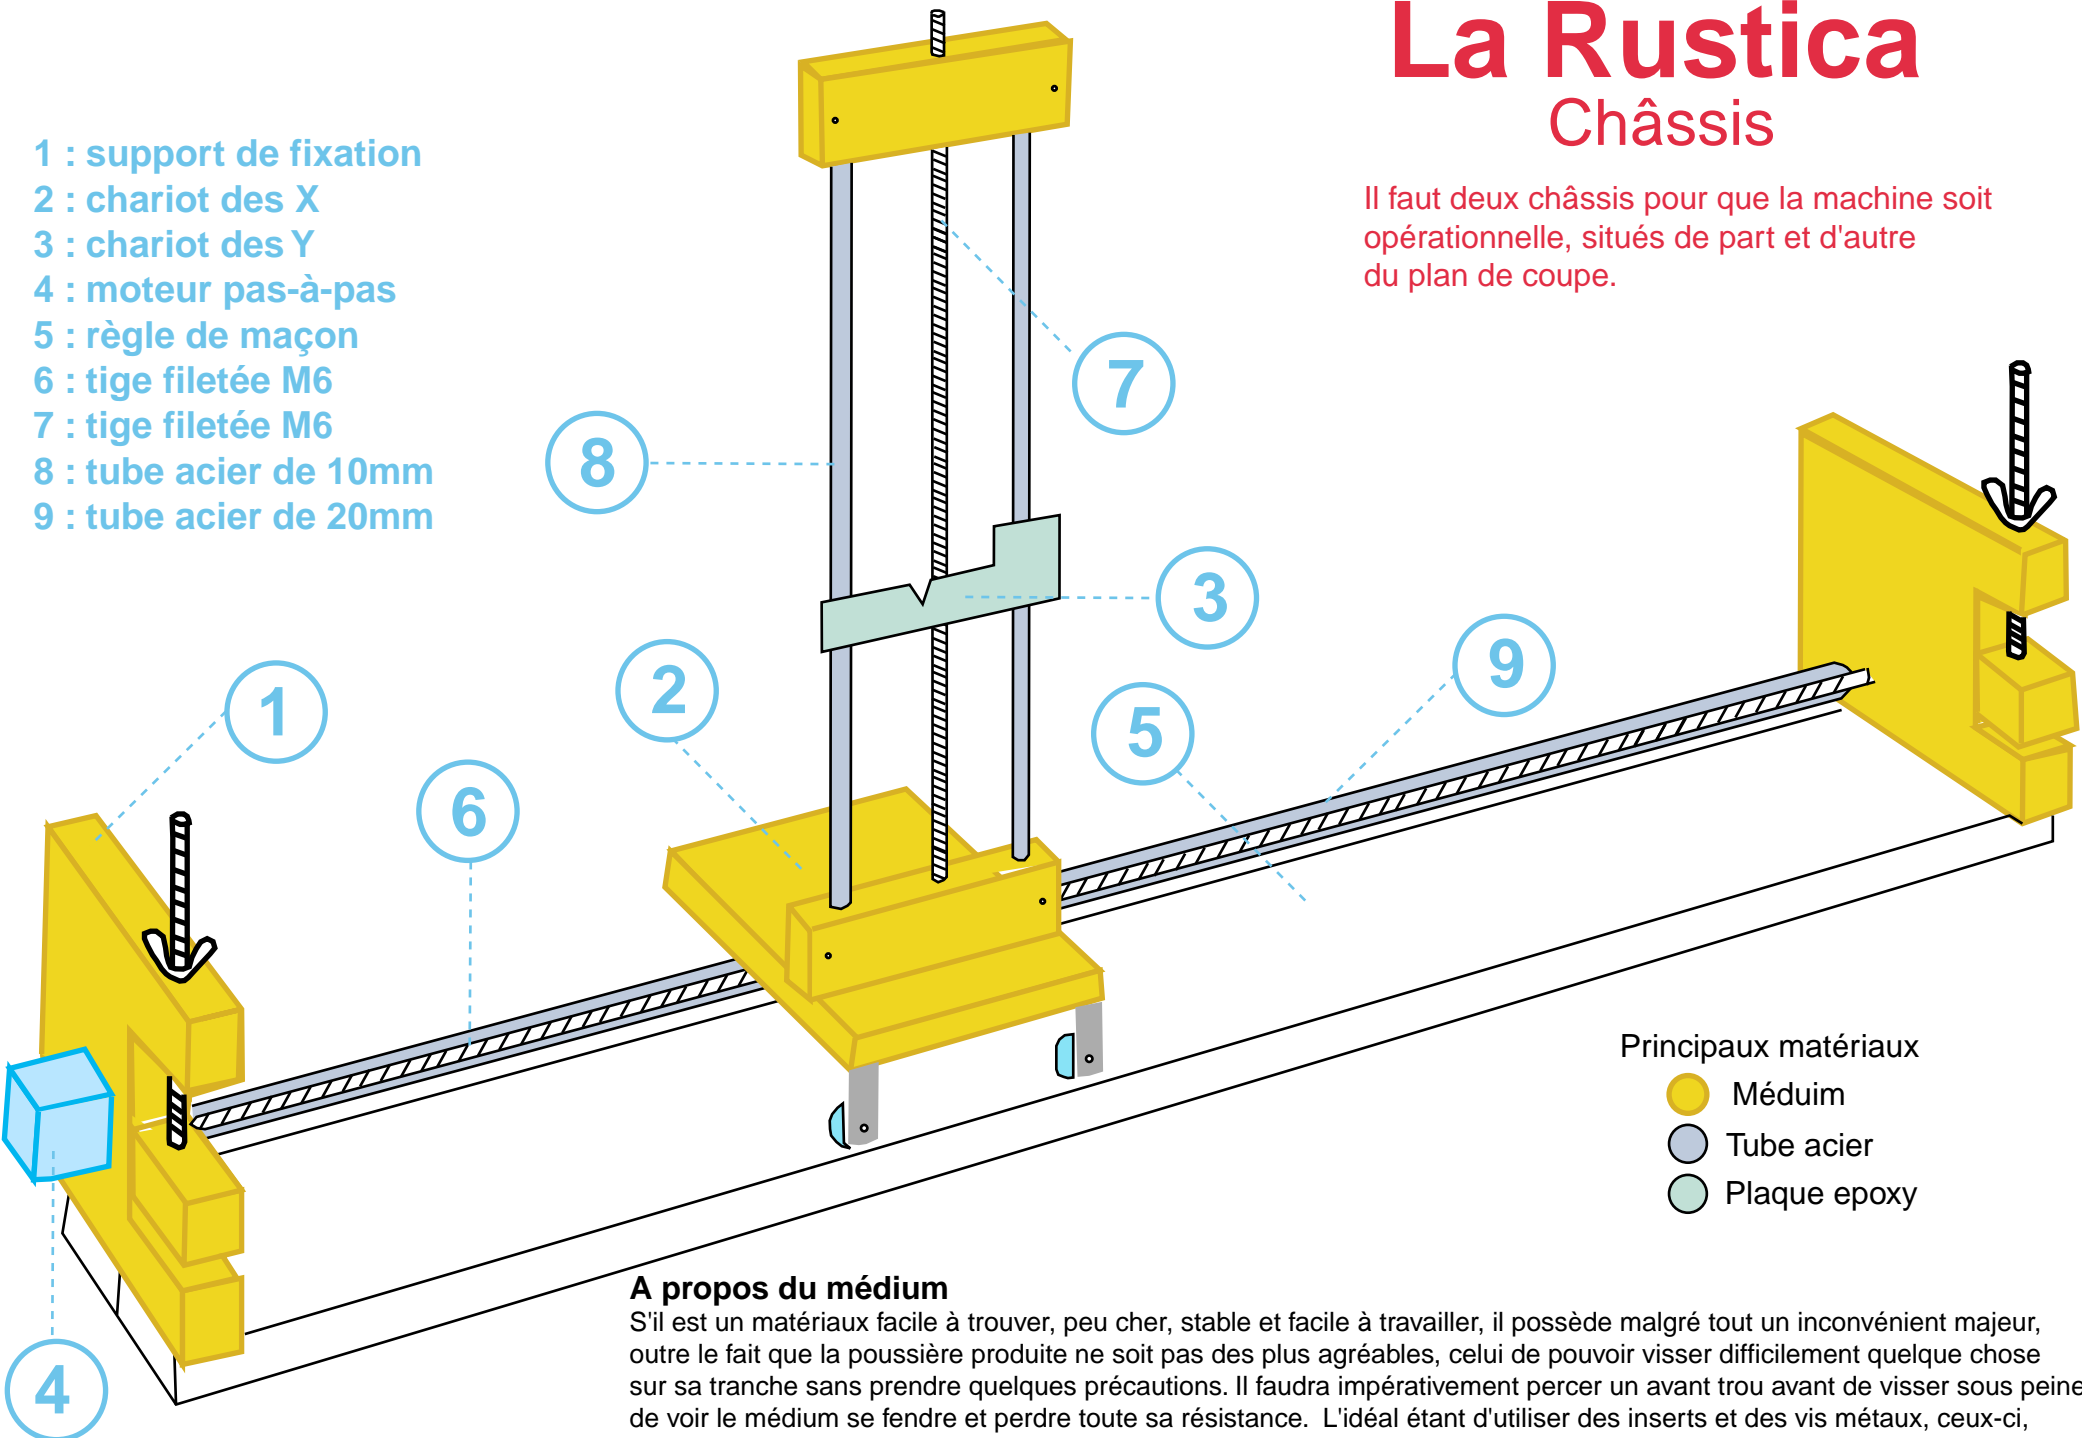 La Rustica
Châssis
Il faut deux châssis pour que la machine soit
opérationnelle, situés de part et d'autre
du plan de coupe.
1 : support de fixation
2 : chariot des X
3 : chariot des Y
4 : moteur pas-à-pas
5 : règle de maçon
6 : tige filetée M6
7 : tige filetée M6
8 : tube acier de 10mm
9 : tube acier de 20mm
7
8
3
9
2
5
1
6
4
Principaux matériaux
Méduim
Tube acier
Plaque epoxy
A propos du médium
S'il est un matériaux facile à trouver, peu cher, stable et facile à travailler, il possède malgré tout un inconvénient majeur,
outre le fait que la poussière produite ne soit pas des plus agréables, celui de pouvoir visser difficilement quelque chose
sur sa tranche sans prendre quelques précautions. Il faudra impérativement percer un avant trou avant de visser sous peine
de voir le médium se fendre et perdre toute sa résistance. L'idéal étant d'utiliser des inserts et des vis métaux, ceux-ci,